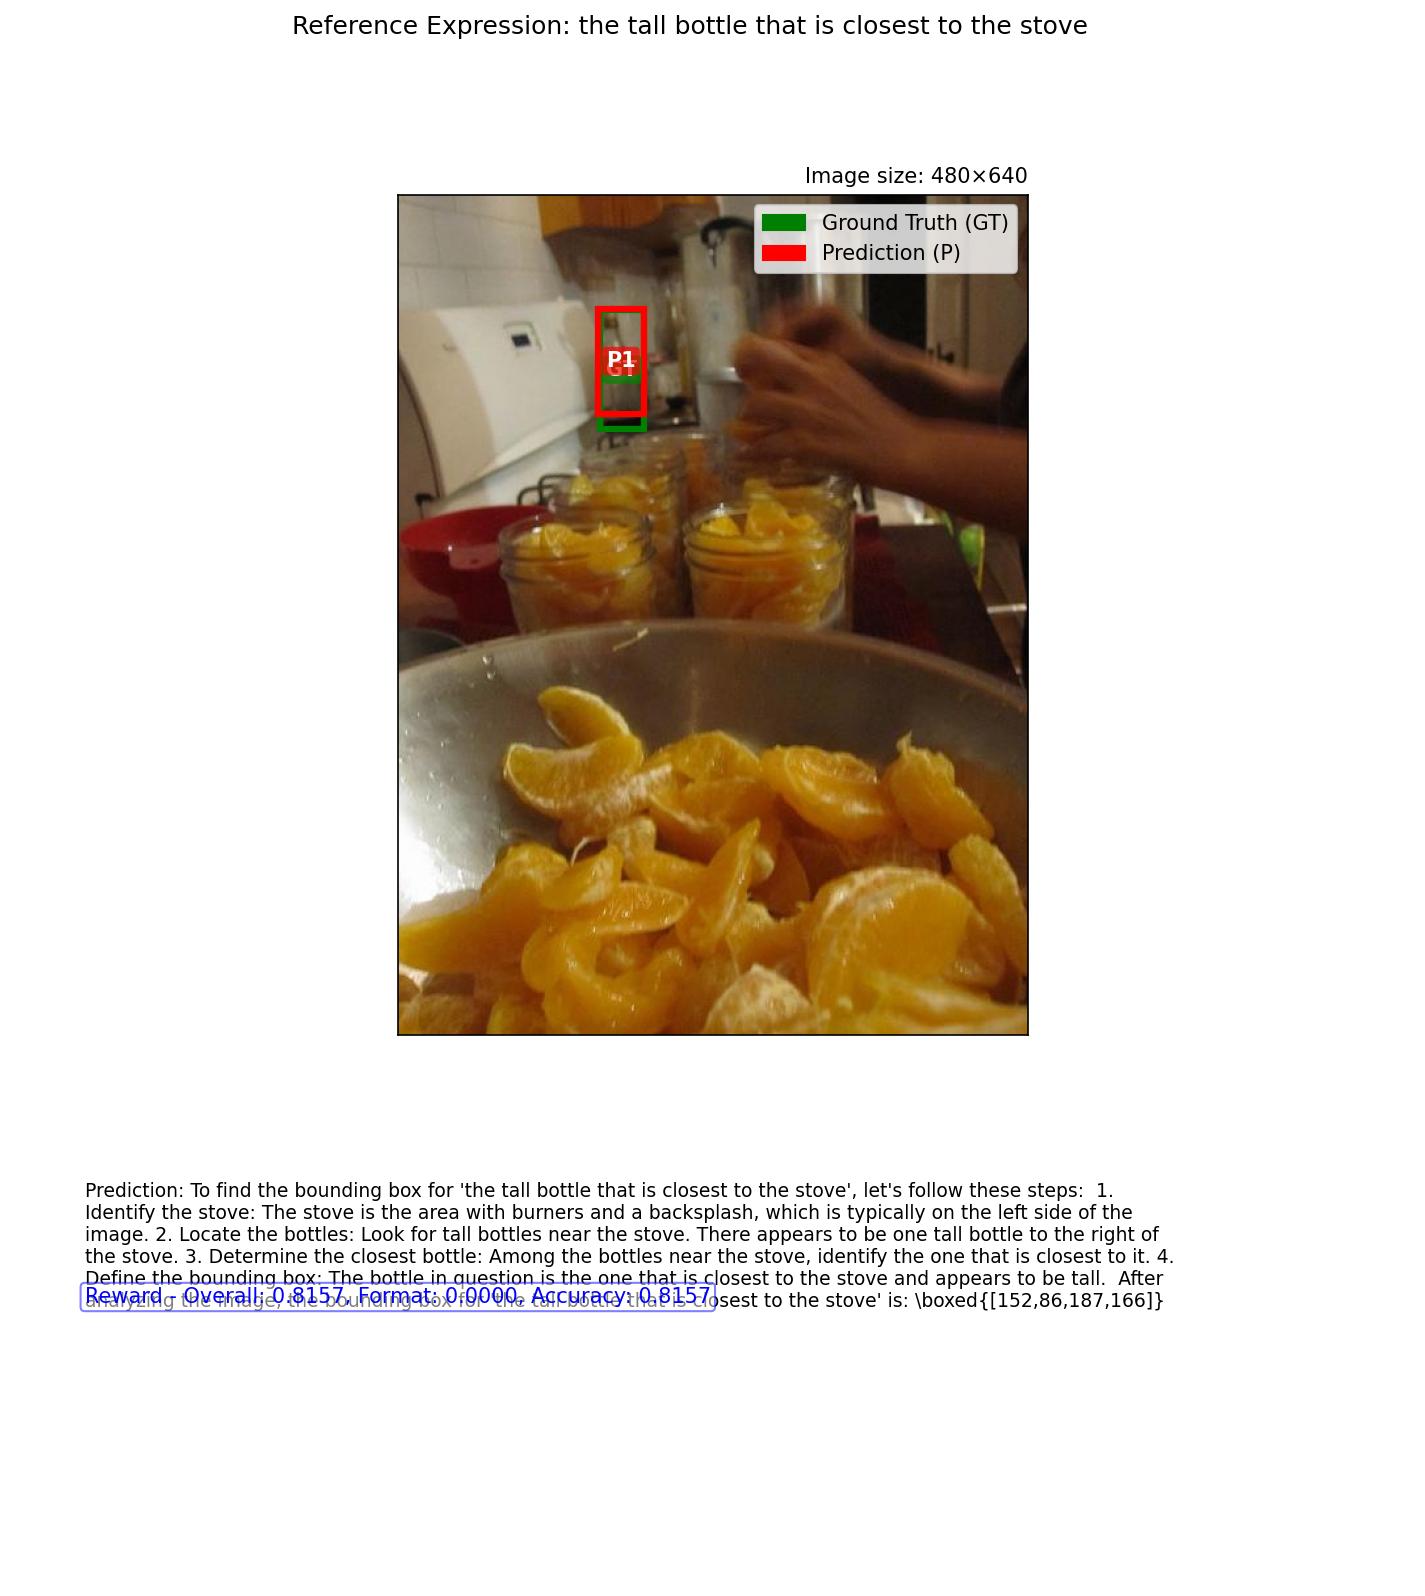 Reference Expression: the tall bottle that is closest to the stove
Image size: 480×640
Ground Truth (GT)
Prediction (P)
P1
GT
Prediction: To find the bounding box for 'the tall bottle that is closest to the stove', let's follow these steps:  1.
Identify the stove: The stove is the area with burners and a backsplash, which is typically on the left side of the
image. 2. Locate the bottles: Look for tall bottles near the stove. There appears to be one tall bottle to the right of
the stove. 3. Determine the closest bottle: Among the bottles near the stove, identify the one that is closest to it. 4.
Define the bounding box: The bottle in question is the one that is closest to the stove and appears to be tall.  After
analyzing the image, the bounding box for 'the tall bottle that is closest to the stove' is: \boxed{[152,86,187,166]}
Reward - Overall: 0.8157, Format: 0.0000, Accuracy: 0.8157